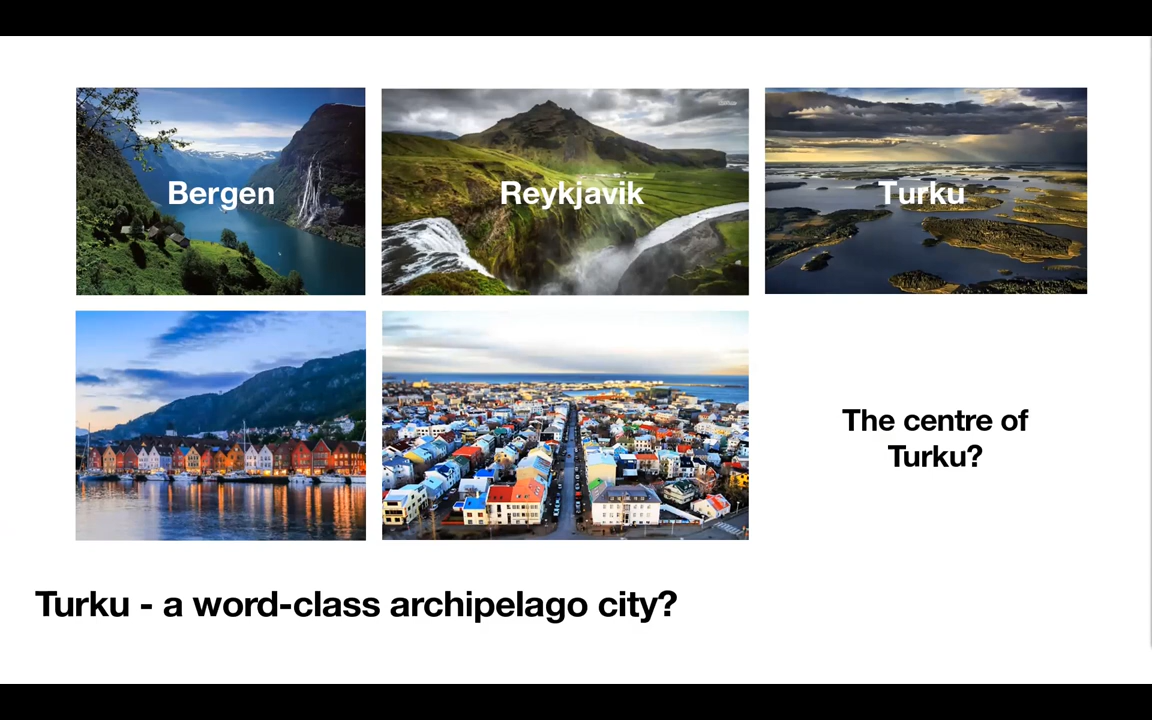 Bergen
Reykjavik
Turku
The centre of
Turku?
Turku - a word-class archipelago city?